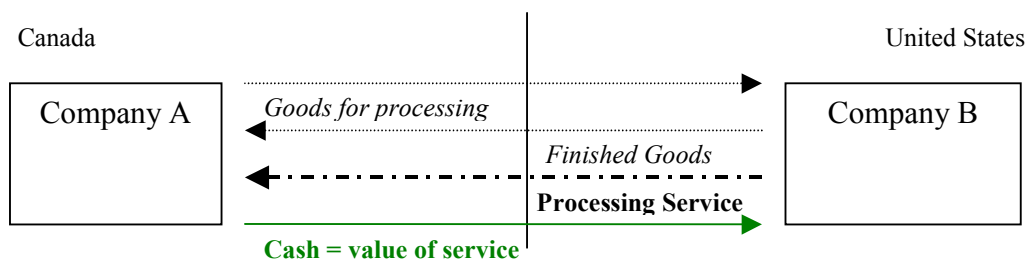 Canada
United States
Company A
Company B
Goods for processing
Finished Goods
Processing Service
Cash = value of service